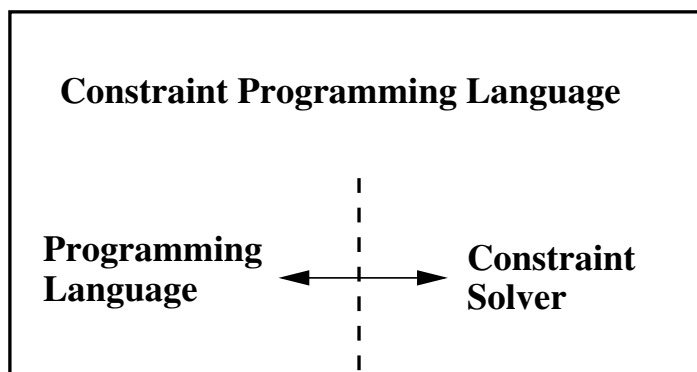 Constraint Programming Language
Programming
Language
Constraint
Solver